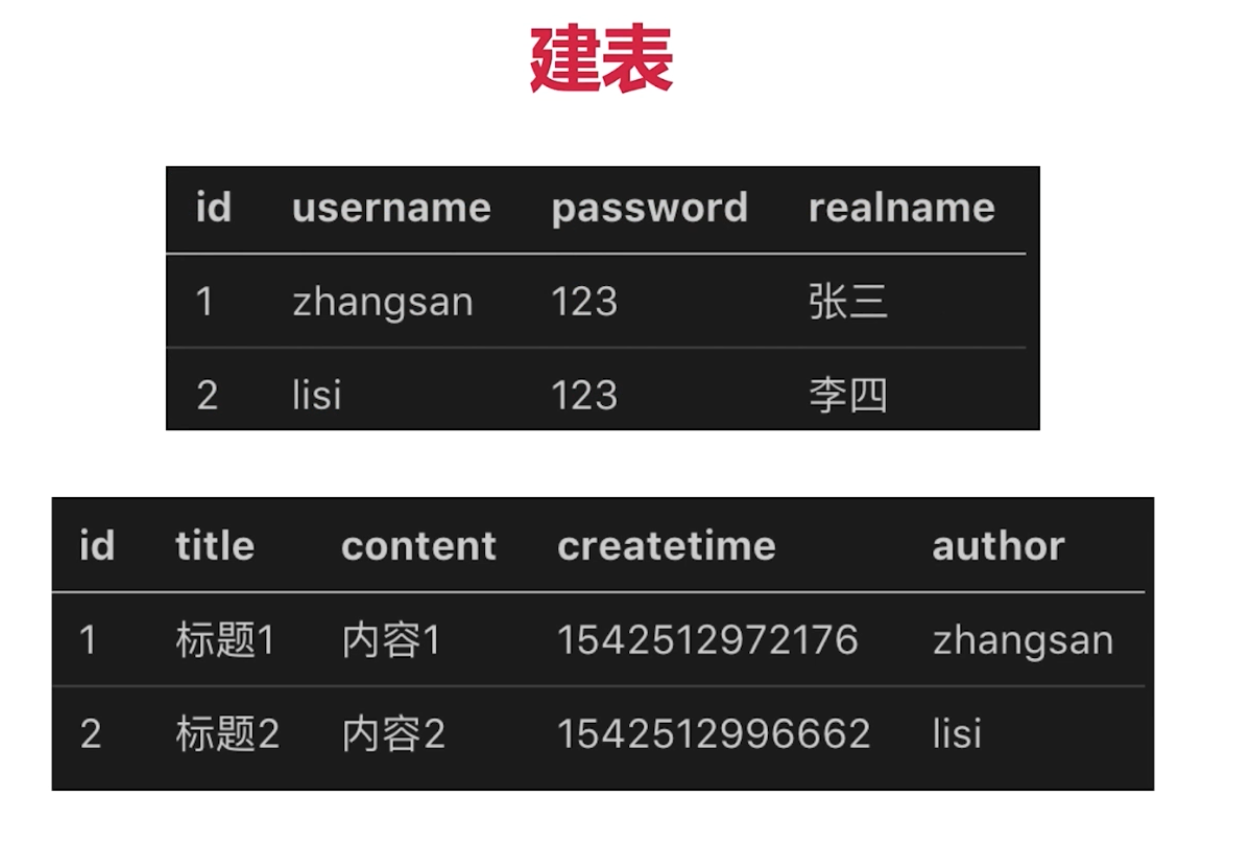 建表
id username password realname
1 zhangsan 123 张三
2 lisi 123 李四
id title content createtime author
1 标题1 内容1 1542512972176 zhangsan
2 标题2 内容2 1542512996662 lisi